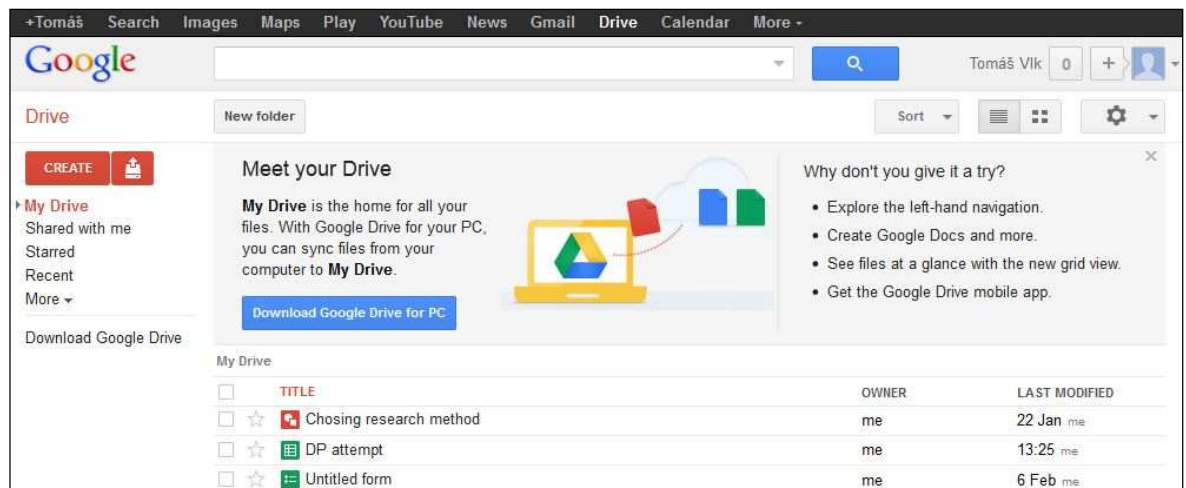 +Tomáš Search Images Maps Play YouTube News Gmail Drive Calendar More
Google
Tomáš Vlk 0 +
Drive
New folder
Sort
CREATE
My Drive
Shared with me
Starred
Recent
More
Download Google Drive
Meet your Drive
My Drive is the home for all your
files. With Google Drive for your PC,
you can sync files from your
computer to My Drive.
Download Google Drive for PC
Why don't you give it a try?
• Explore the left-hand navigation.
• Create Google Docs and more.
• See files at a glance with the new grid view.
• Get the Google Drive mobile app.
My Drive
TITLE OWNER LAST MODIFIED
Chosing research method me 22 Jan me
DP attempt me 13:25 me
Untitled form me 6 Feb me